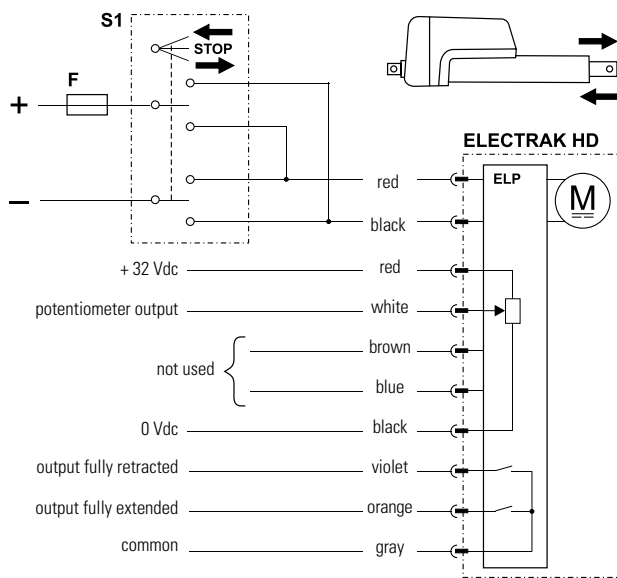 S1
STOP
F
+
−
ELECTRAK HD
ELP
M
red
black
+ 32 Vdc red
potentiometer output white
not used
brown
blue
0 Vdc black
output fully retracted violet
output fully extended orange
common gray